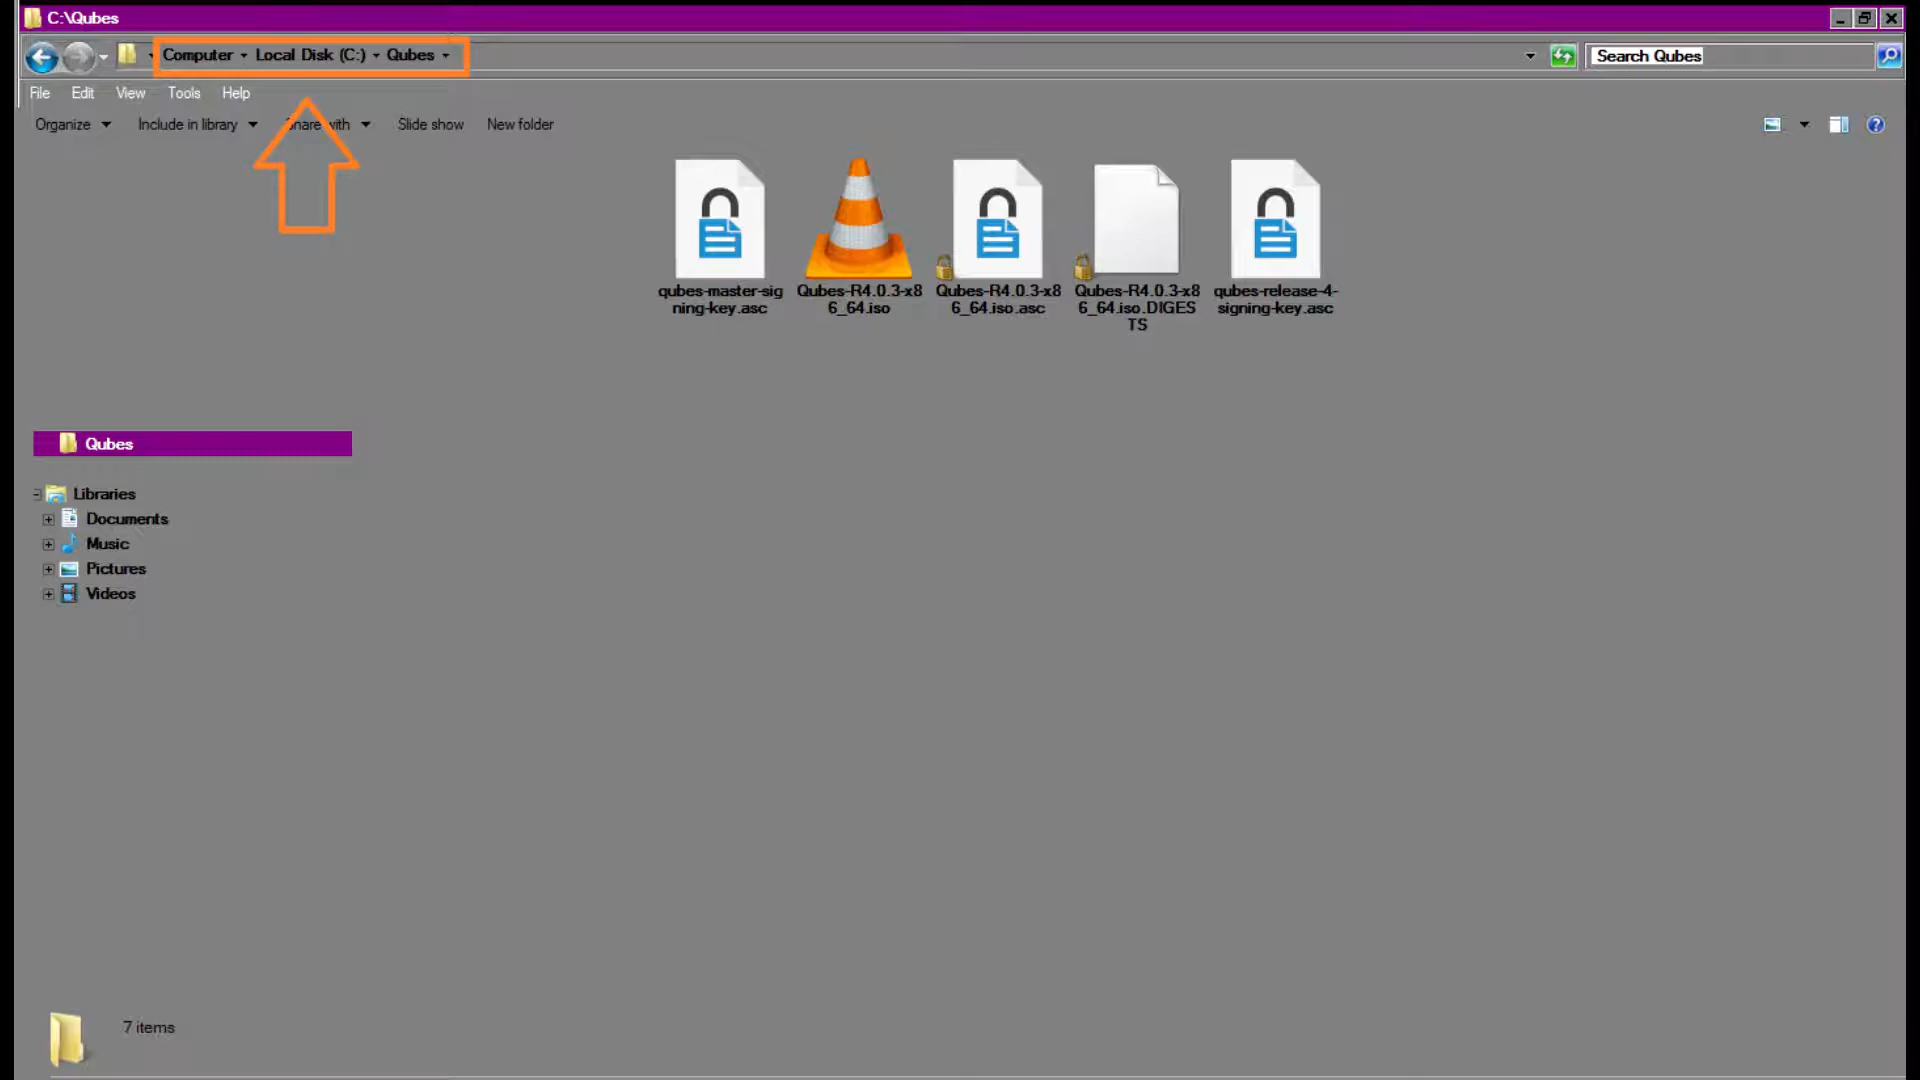 C:\Qubes
Computer Local Disk (C:) Qubes
Search Qubes
File Edit View Tools Help
Organize Include in library Share with Slide show New folder
qubes-master-sig
ning-key.asc
Qubes-R4.0.3-x8
6_64.iso
Qubes-R4.0.3-x8
6_64.iso.asc
Qubes-R4.0.3-x8
6_64.iso.DIGES
TS
qubes-release-4-
signing-key.asc
Qubes
Libraries
Documents
Music
Pictures
Videos
7 items